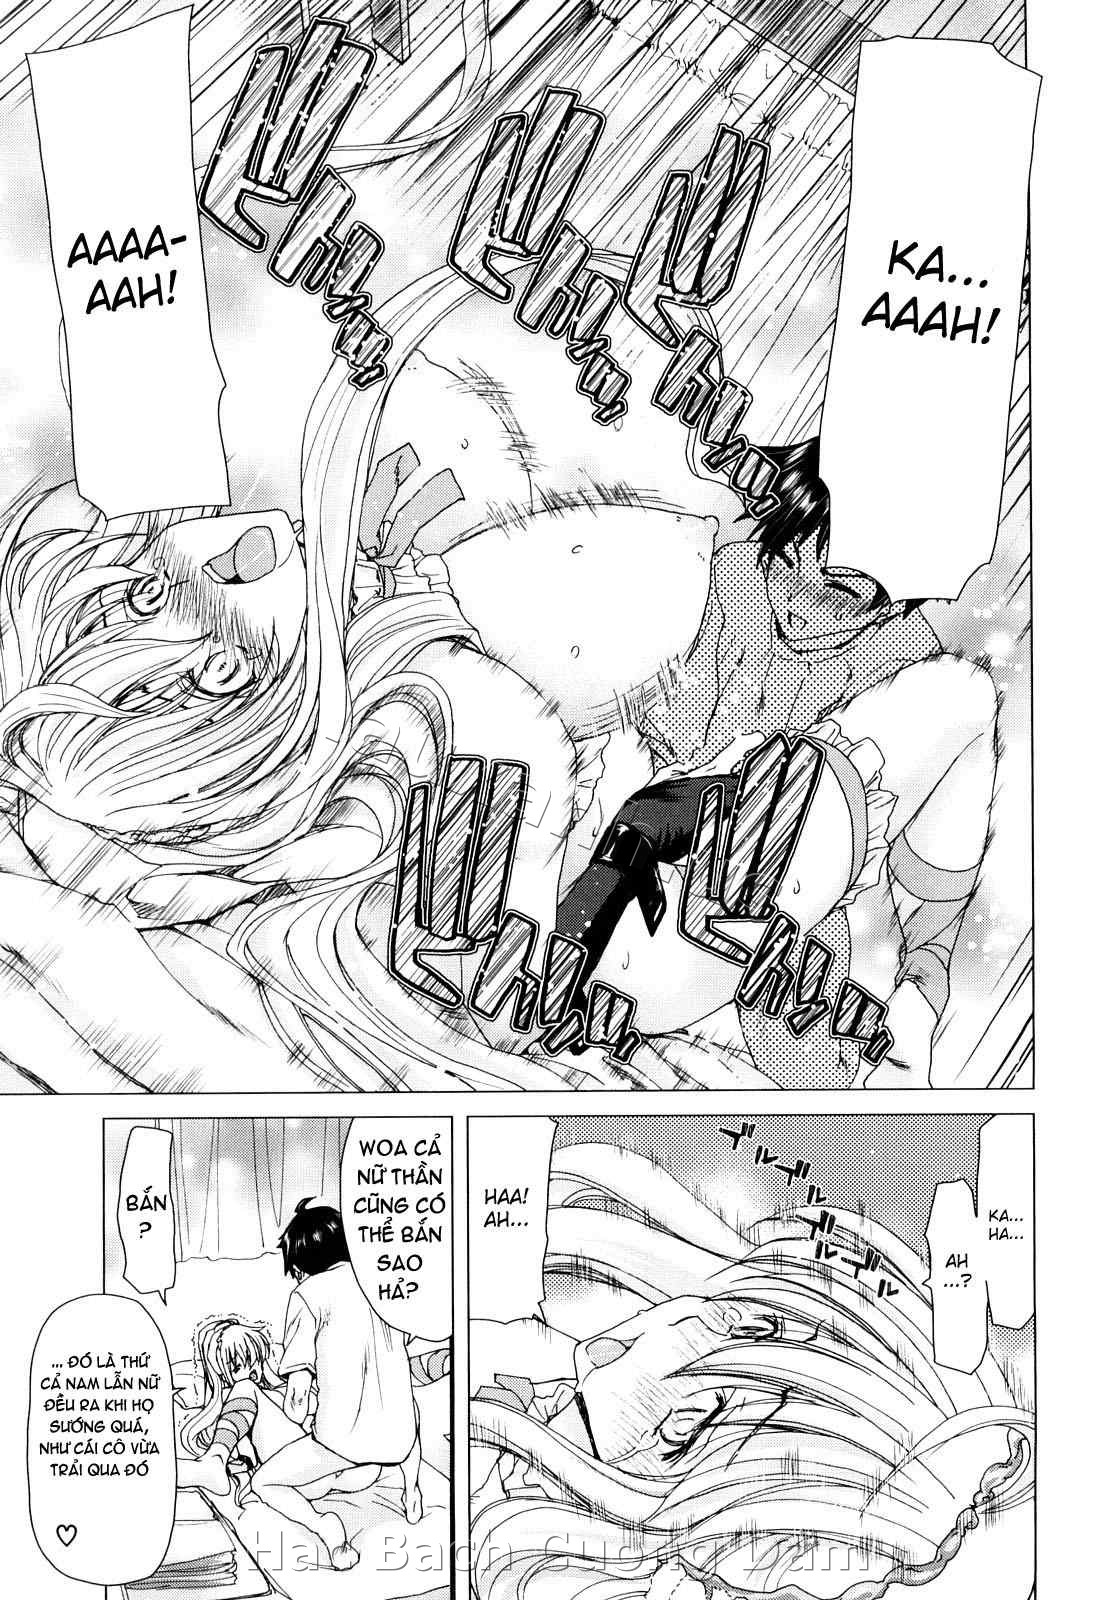 KA...
AAAH!
AAAA-
AAH!
KA...
HA...
AH
...?
HAA!
AH...
WOA CẢ
NỮ THẦN
CŨNG CÓ
THỂ BẮN
SAO
HẢ?
BẮN
?
... ĐÓ LÀ THỨ
CẢ NAM LẪN NỮ
ĐỀU RA KHI HỌ
SƯỚNG QUÁ,
NHƯ CÁI CÔ VỪA
TRẢI QUA ĐÓ
♡